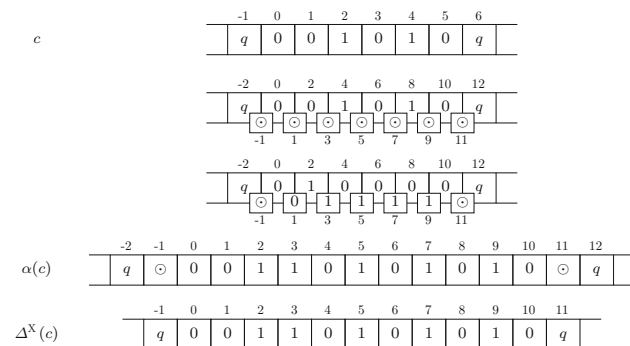 -1 0 1 2 3 4 5 6
c q 0 0 1 0 1 0 q
-2 0 2 4 6 8 10 12
q 0 0 1 0 1 0 q
⊙ ⊙ ⊙ ⊙ ⊙ ⊙ ⊙
-1 1 3 5 7 9 11
-2 0 2 4 6 8 10 12
q 0 1 0 0 0 0 q
⊙ 0 1 1 1 1 ⊙
-1 1 3 5 7 9 11
-2 -1 0 1 2 3 4 5 6 7 8 9 10 11 12
α(c) q ⊙ 0 0 1 1 0 1 0 1 0 1 0 ⊙ q
-1 0 1 2 3 4 5 6 7 8 9 10 11
Δ^X(c) q 0 0 1 1 0 1 0 1 0 1 0 q